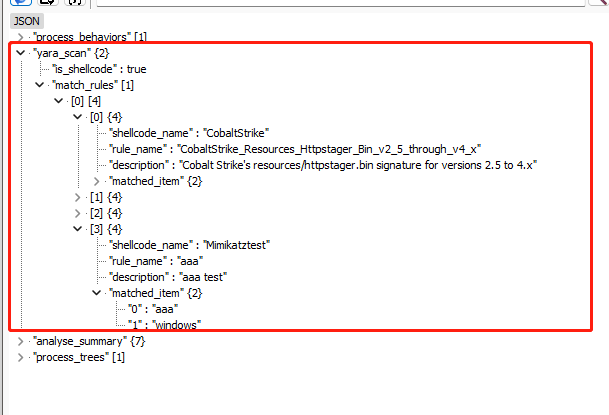 JSON
"process_behaviors" [1]
"yara_scan" {2}
"is_shellcode" : true
"match_rules" [1]
[0] [4]
[0] {4}
"shellcode_name" : "CobaltStrike"
"rule_name" : "CobaltStrike_Resources_Httpstager_Bin_v2_5_through_v4_x"
"description" : "Cobalt Strike's resources/httpstager.bin signature for versions 2.5 to 4.x"
"matched_item" {2}
[1] {4}
[2] {4}
[3] {4}
"shellcode_name" : "Mimikatztest"
"rule_name" : "aaa"
"description" : "aaa test"
"matched_item" {2}
"0" : "aaa"
"1" : "windows"
"analyse_summary" {7}
"process_trees" [1]